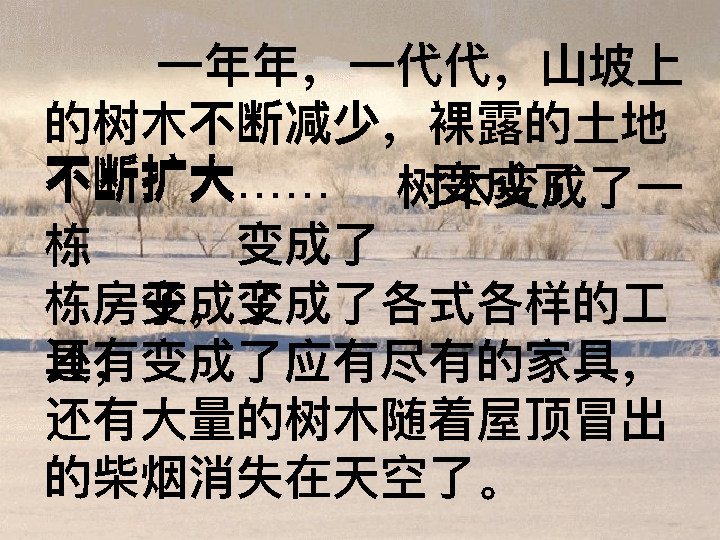 一年年，一代代，山坡上
的树木不断减少，裸露的土地
不断扩大…… 树木变成了一
栋 变成了
栋房子，变成了各式各样的工
还有变成了应有尽有的家具，
还有大量的树木随着屋顶冒出
的柴烟消失在天空了。